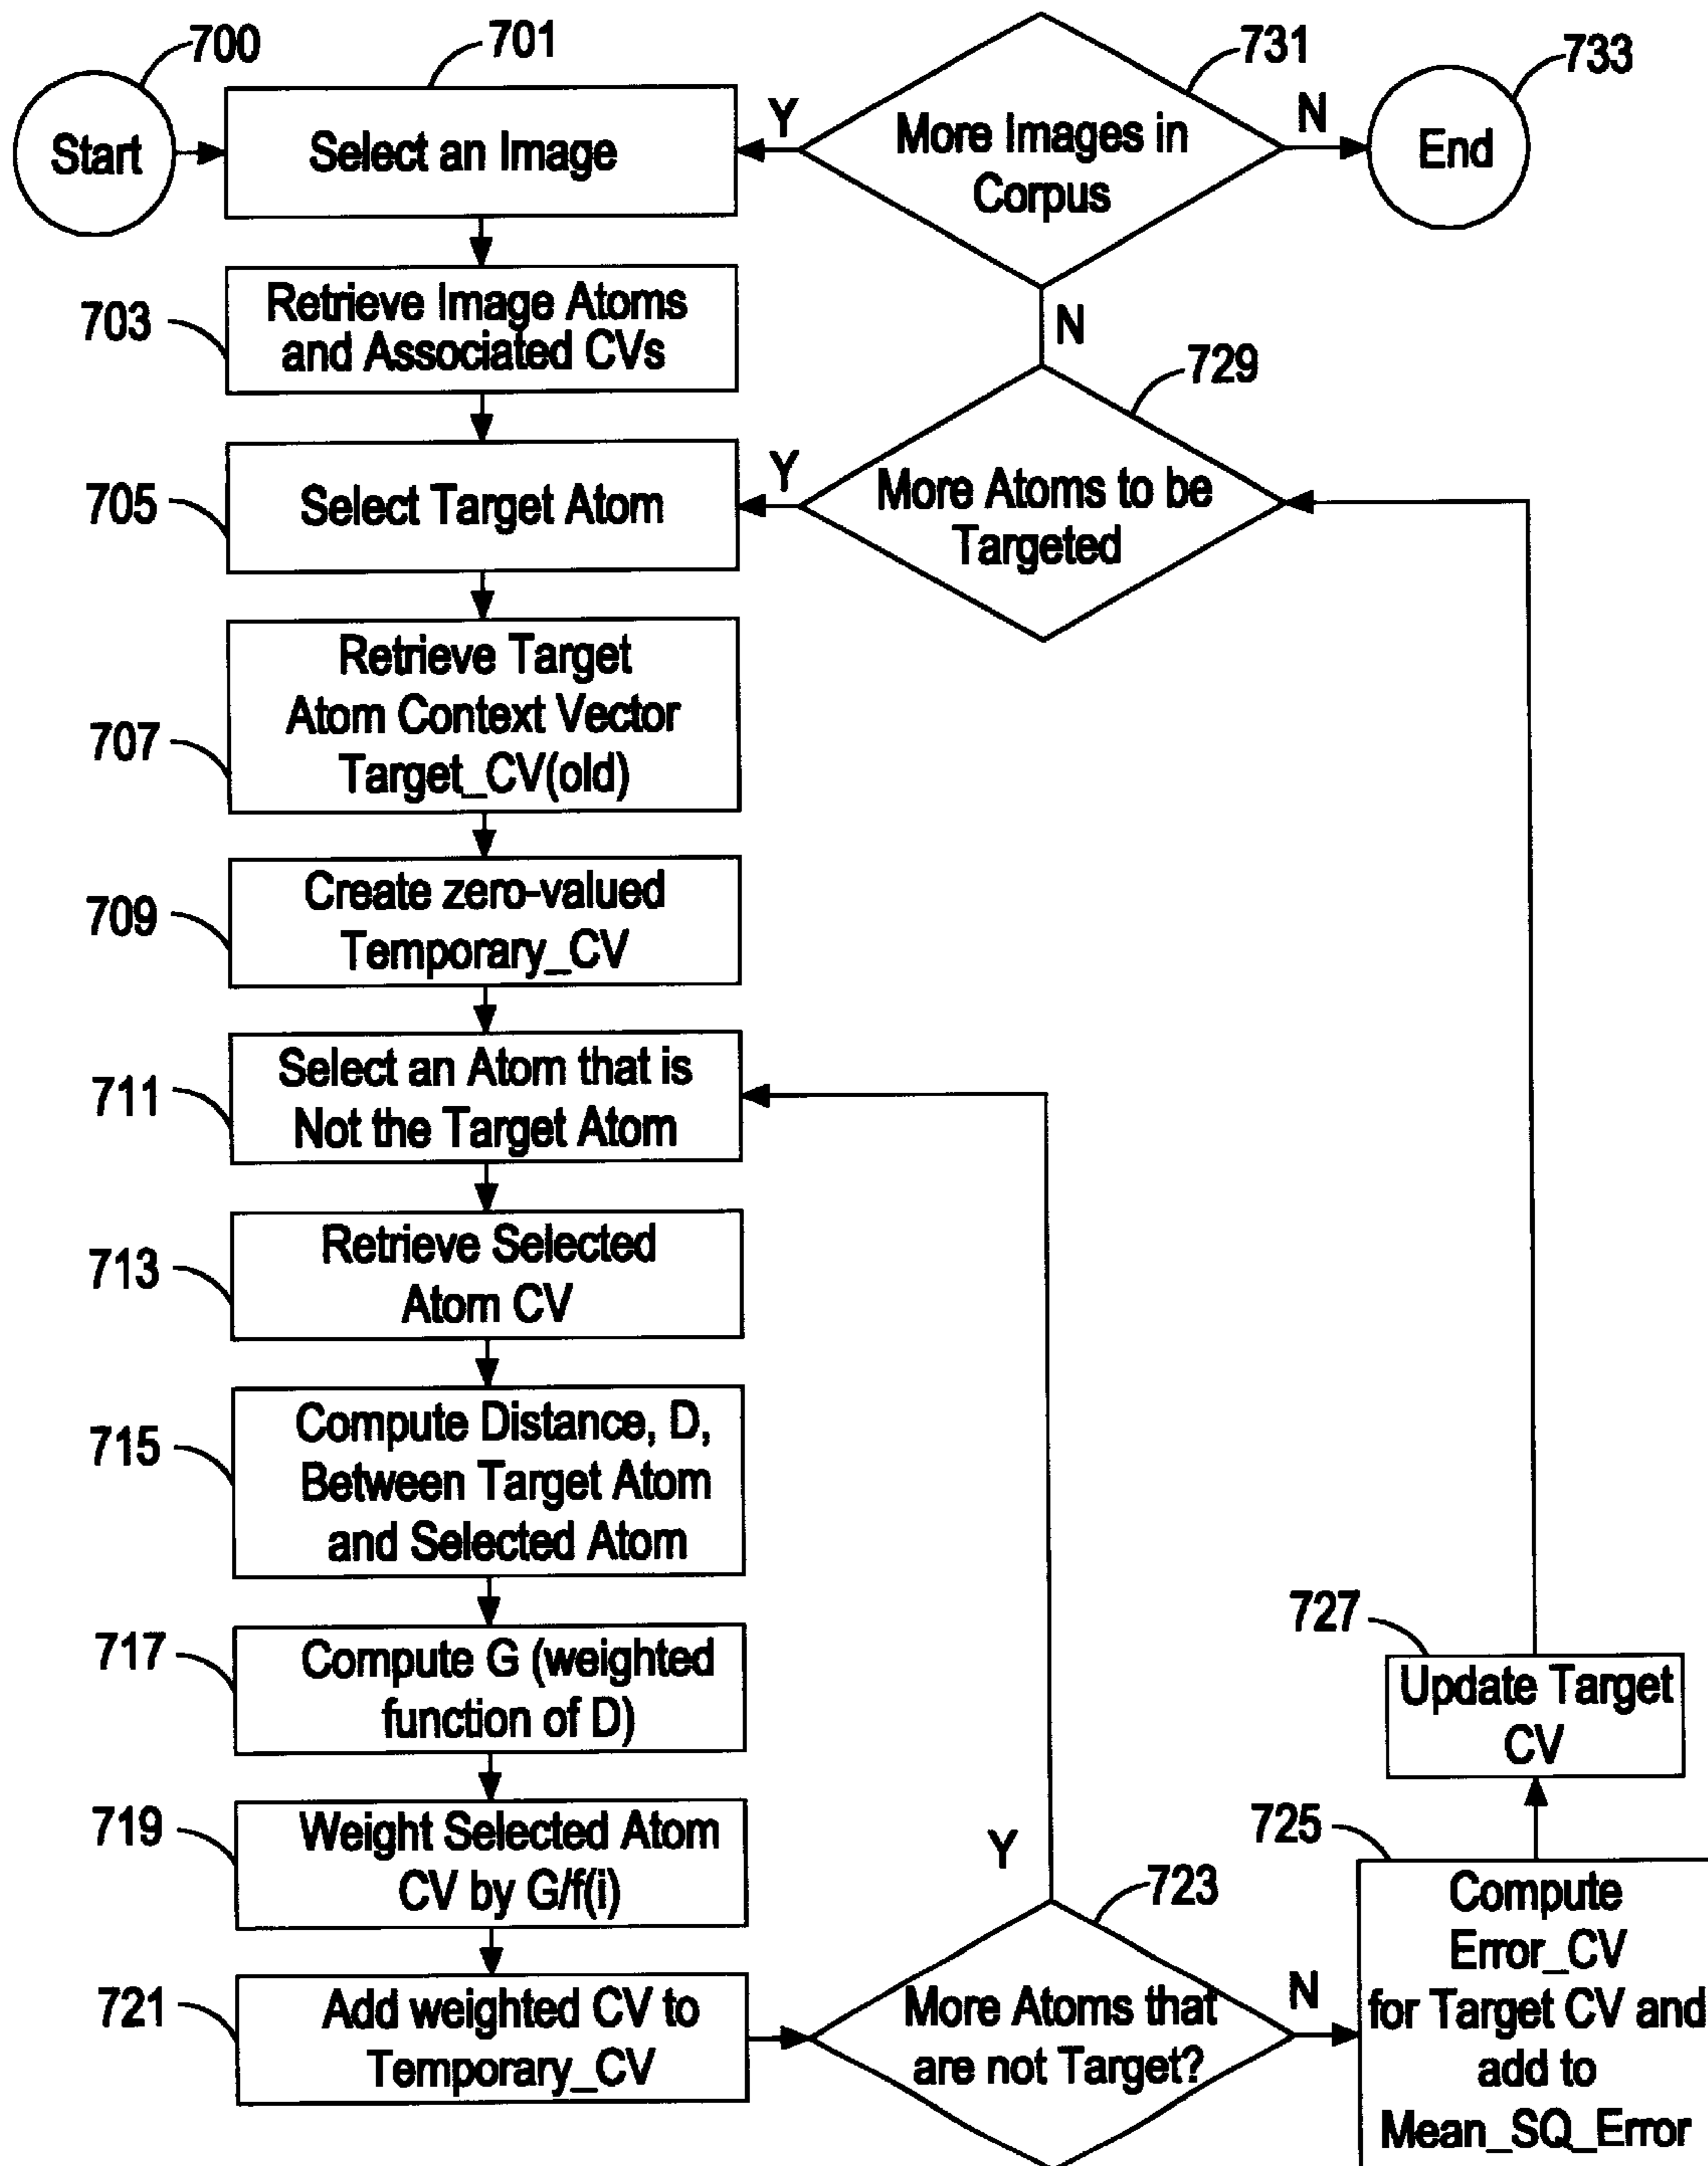 700
Start
701
Select an Image
Y
731
More Images in
Corpus
N
733
End
703
Retrieve Image Atoms
and Associated CVs
N
705
Select Target Atom
Y
729
More Atoms to be
Targeted
707
Retrieve Target
Atom Context Vector
Target_CV(old)
709
Create zero-valued
Temporary_CV
711
Select an Atom that is
Not the Target Atom
713
Retrieve Selected
Atom CV
715
Compute Distance, D,
Between Target Atom
and Selected Atom
717
Compute G (weighted
function of D)
719
Weight Selected Atom
CV by G/f(i)
721
Add weighted CV to
Temporary_CV
Y
723
More Atoms that
are not Target?
N
725
Compute
Error_CV
for Target CV and
add to
Mean_SQ_Error
727
Update Target
CV